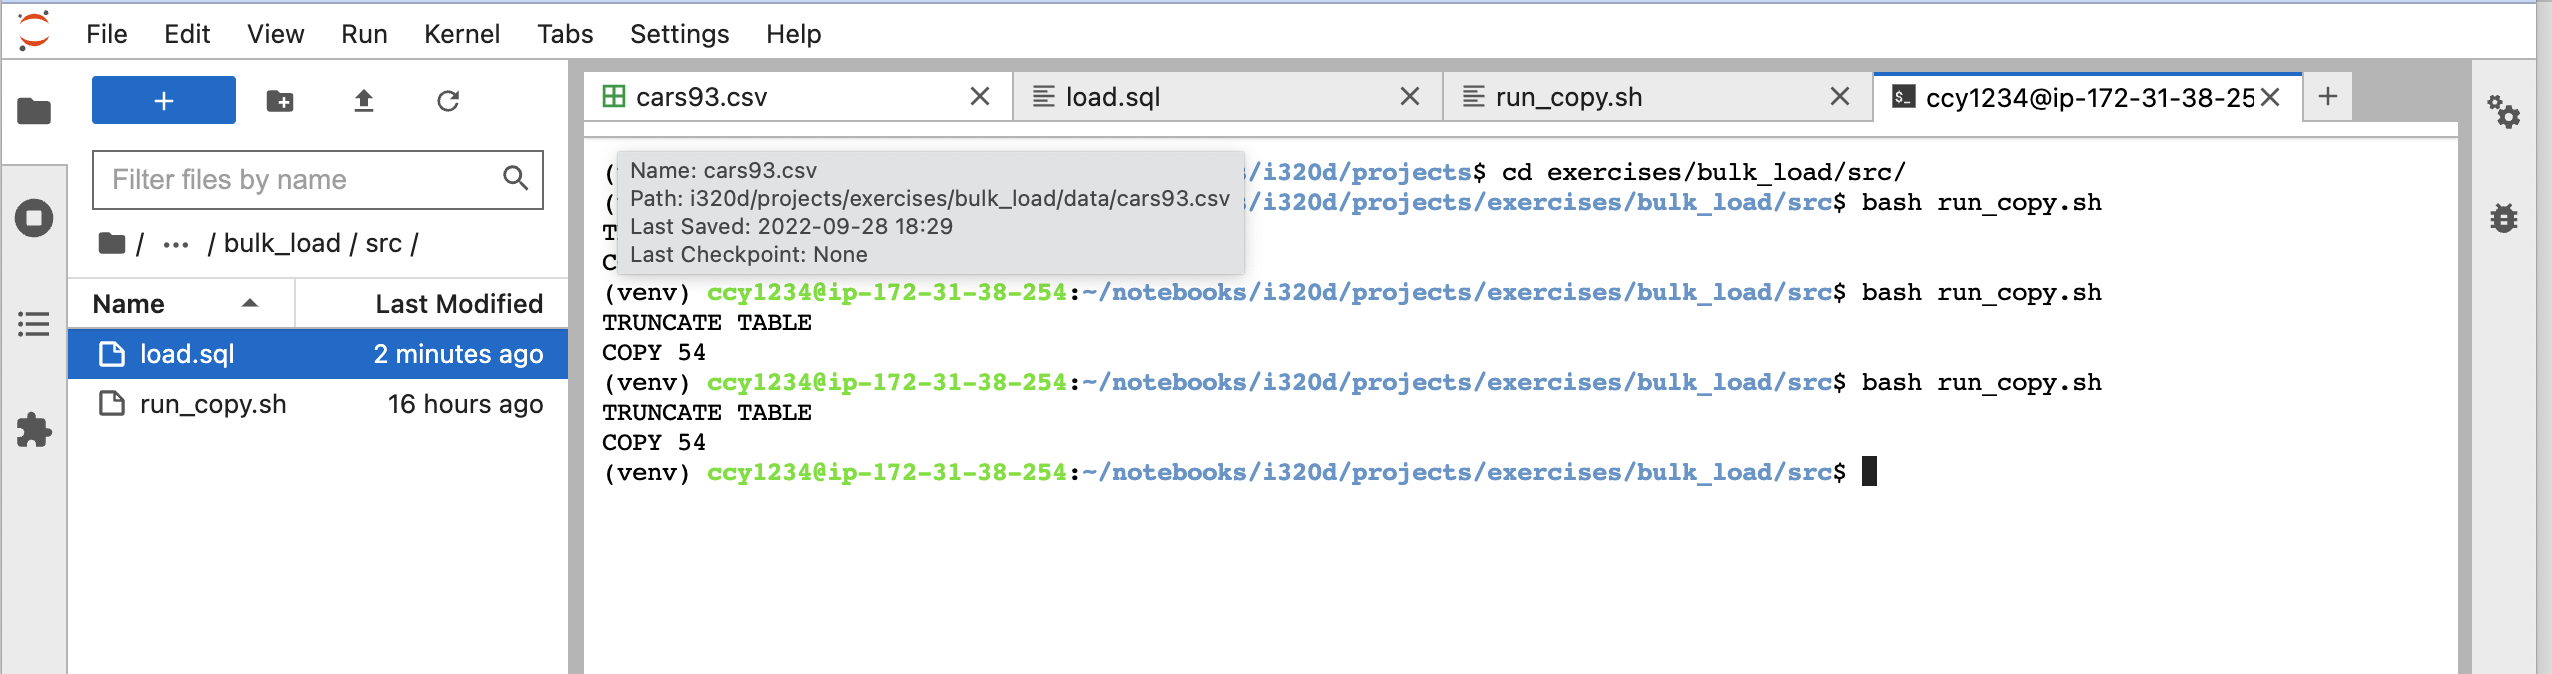 File Edit View Run Kernel Tabs Settings Help
+
Filter files by name
/ ··· / bulk_load / src /
Name Last Modified
load.sql 2 minutes ago
run_copy.sh 16 hours ago
cars93.csv load.sql run_copy.sh $_ ccy1234@ip-172-31-38-25 +
Name: cars93.csv
Path: i320d/projects/exercises/bulk_load/data/cars93.csv
Last Saved: 2022-09-28 18:29
Last Checkpoint: None
( /i320d/projects$ cd exercises/bulk_load/src/
( /i320d/projects/exercises/bulk_load/src$ bash run_copy.sh
T
C
(venv) ccy1234@ip-172-31-38-254:~/notebooks/i320d/projects/exercises/bulk_load/src$ bash run_copy.sh
TRUNCATE TABLE
COPY 54
(venv) ccy1234@ip-172-31-38-254:~/notebooks/i320d/projects/exercises/bulk_load/src$ bash run_copy.sh
TRUNCATE TABLE
COPY 54
(venv) ccy1234@ip-172-31-38-254:~/notebooks/i320d/projects/exercises/bulk_load/src$